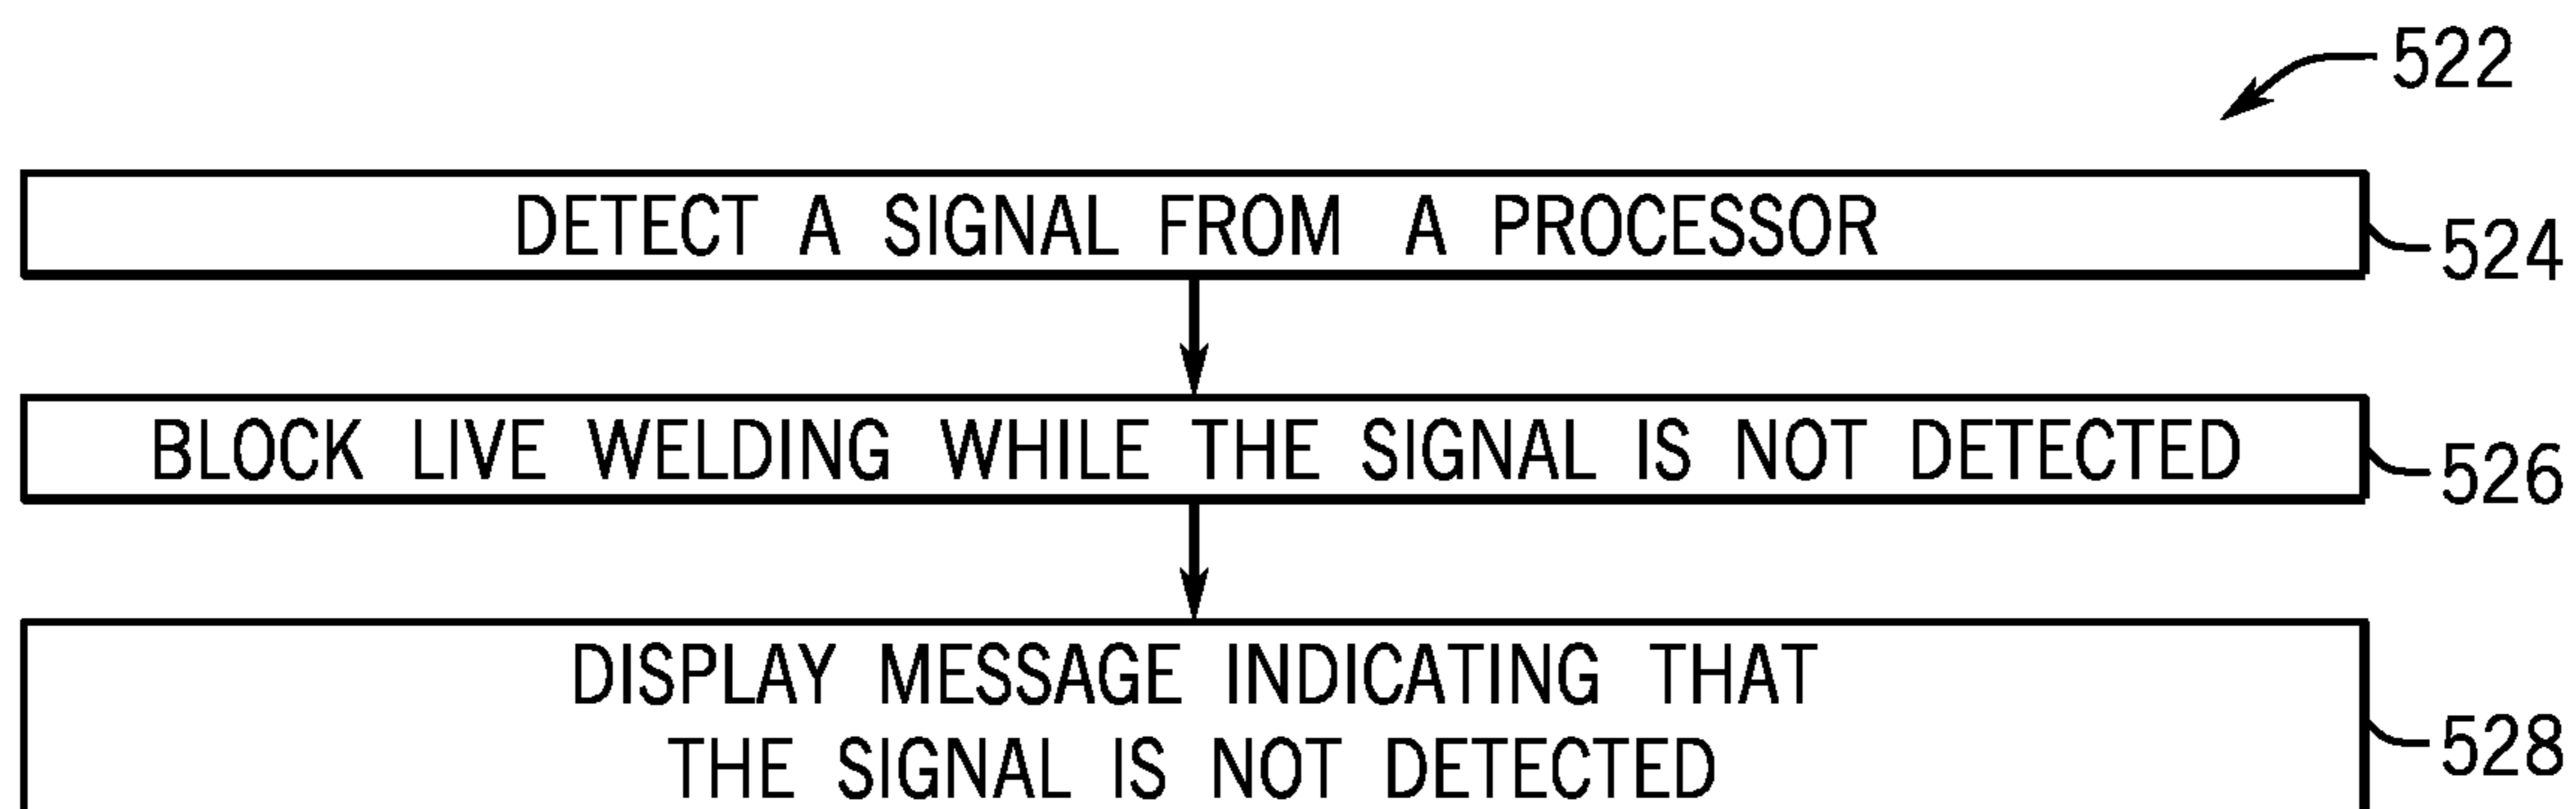 522
DETECT A SIGNAL FROM A PROCESSOR
524
BLOCK LIVE WELDING WHILE THE SIGNAL IS NOT DETECTED
526
DISPLAY MESSAGE INDICATING THAT
THE SIGNAL IS NOT DETECTED
528